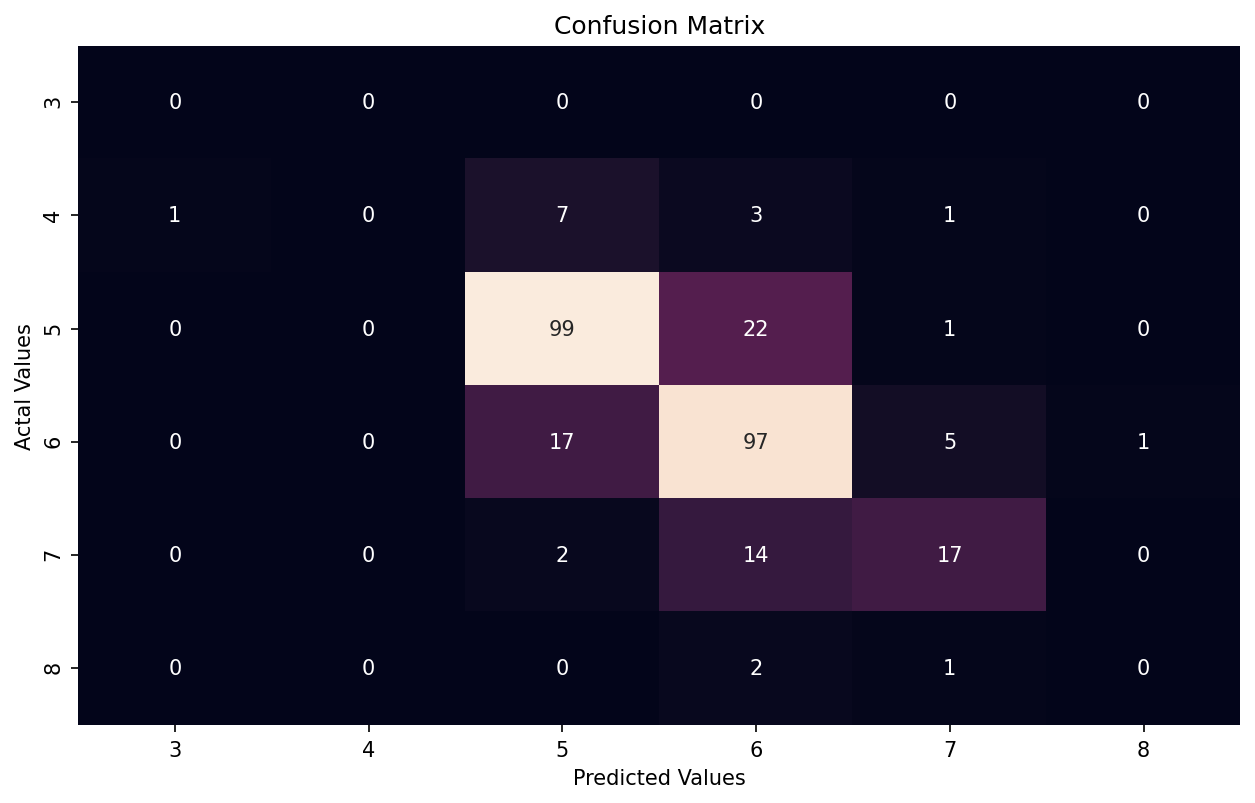 Confusion Matrix
3 0 0 0 0 0 0
4 1 0 7 3 1 0
5 0 0 99 22 1 0
6 0 0 17 97 5 1
7 0 0 2 14 17 0
8 0 0 0 2 1 0
Actal Values
3 4 5 6 7 8
Predicted Values